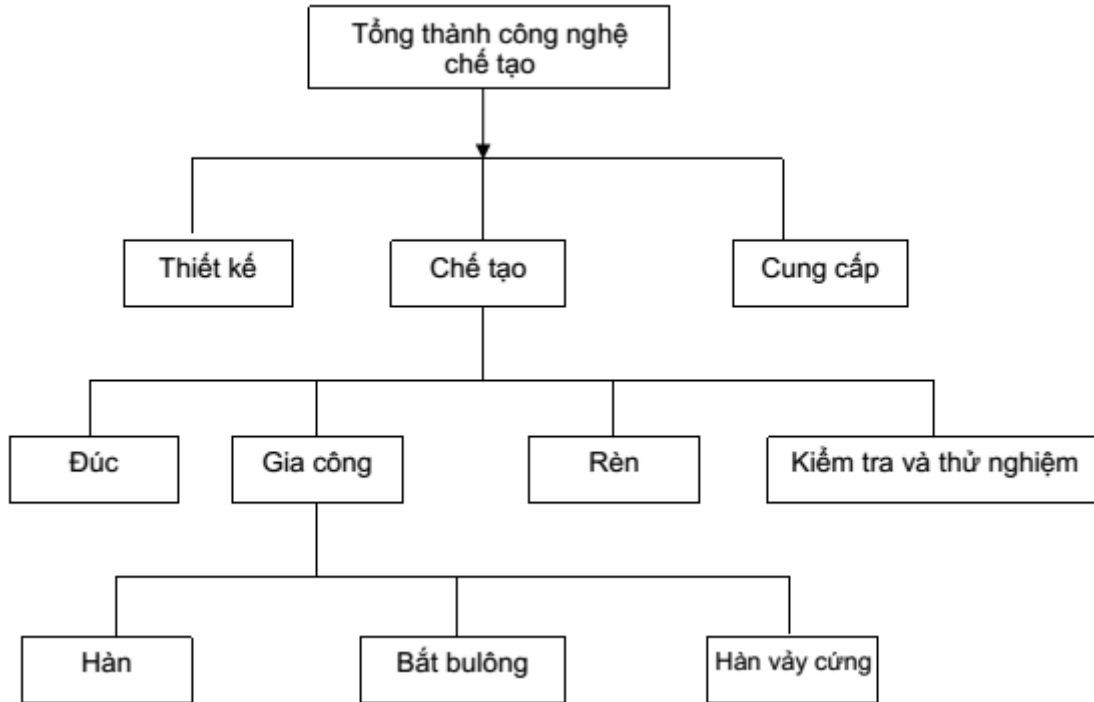 Tổng thành công nghệ
chế tạo
Thiết kế
Chế tạo
Cung cấp
Đúc
Gia công
Rèn
Kiểm tra và thử nghiệm
Hàn
Bắt bulông
Hàn vảy cứng